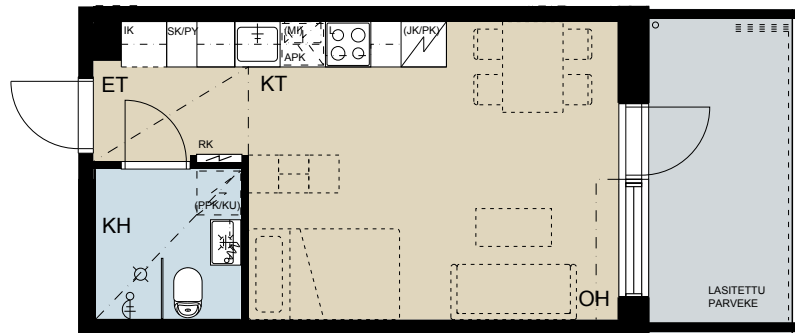 IK
SK/PY
(MK)
APK
L
(JK/PK)
ET
KT
RK
(PPK/KU)
KH
OH
LASITETTU
PARVEKE